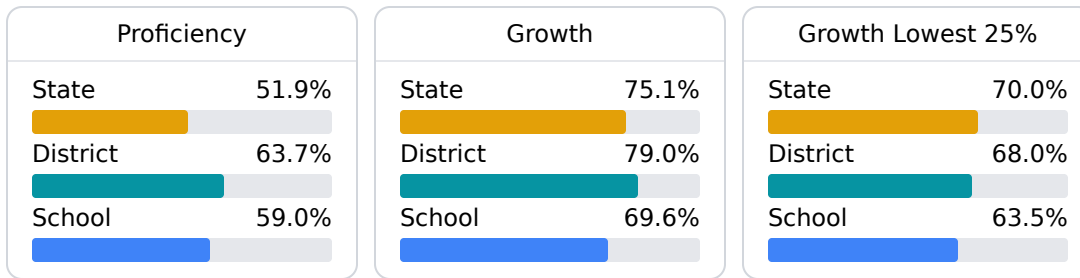 Proficiency
State 51.9%
District 63.7%
School 59.0%
Growth
State 75.1%
District 79.0%
School 69.6%
Growth Lowest 25%
State 70.0%
District 68.0%
School 63.5%